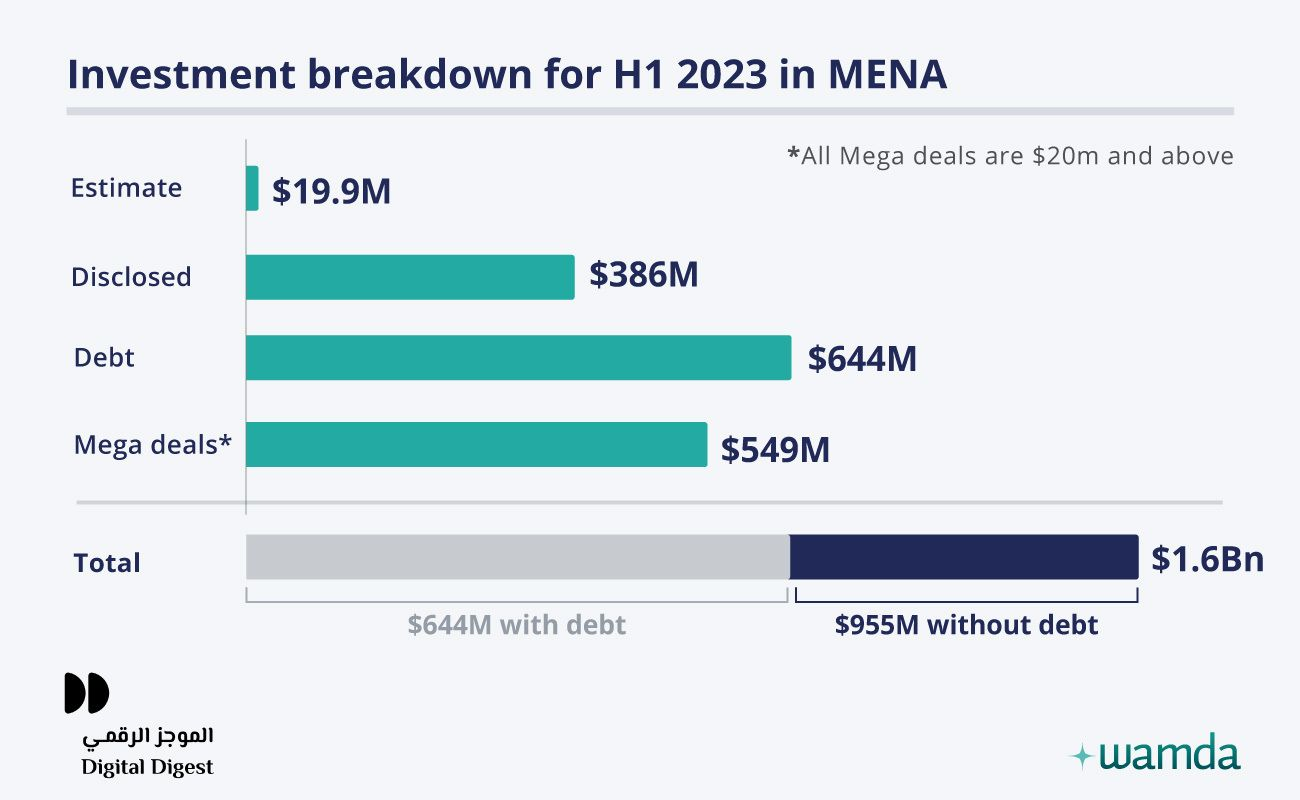 Investment breakdown for H1 2023 in MENA
*All Mega deals are $20m and above
Estimate $19.9M
Disclosed $386M
Debt $644M
Mega deals* $549M
Total $1.6Bn
$644M with debt $955M without debt
الموجز الرقمي
Digital Digest
wamda